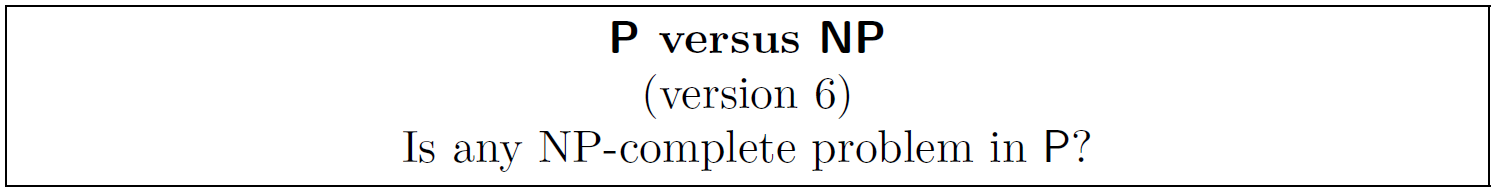 P versus NP
(version 6)
Is any NP-complete problem in P?